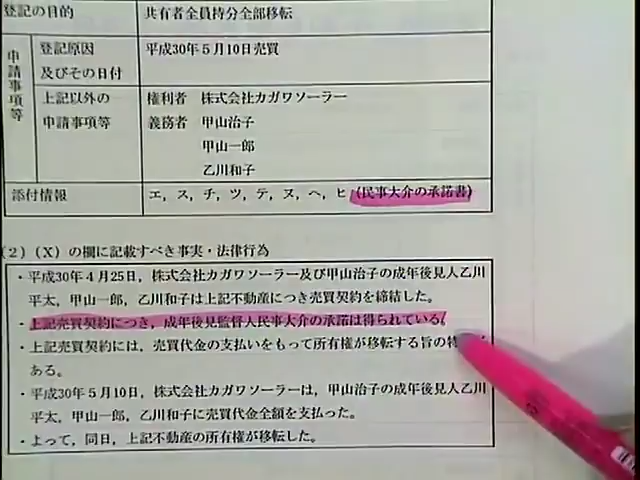 登記の目的 共有者全員持分全部移転
申請事項等 登記原因及びその日付 平成30年5月10日売買
上記以外の申請事項等 権利者 株式会社カガワソーラー
義務者 甲山治子
甲山一郎
乙川和子
添付情報 エ，ス，チ，ツ，テ，ヌ，ヘ，ヒ（民事大介の承諾書）
（2）（X）の欄に記載すべき事実・法律行為
・平成30年4月25日，株式会社カガワソーラー及び甲山治子の成年後見人乙川
平太，甲山一郎，乙川和子は上記不動産につき売買契約を締結した。
・上記売買契約につき，成年後見監督人民事大介の承諾は得られている。
・上記売買契約には，売買代金の支払いをもって所有権が移転する旨の特
ある。
・平成30年5月10日，株式会社カガワソーラーは，甲山治子の成年後見人乙川
平太，甲山一郎，乙川和子に売買代金全額を支払った。
・よって，同日，上記不動産の所有権が移転した。